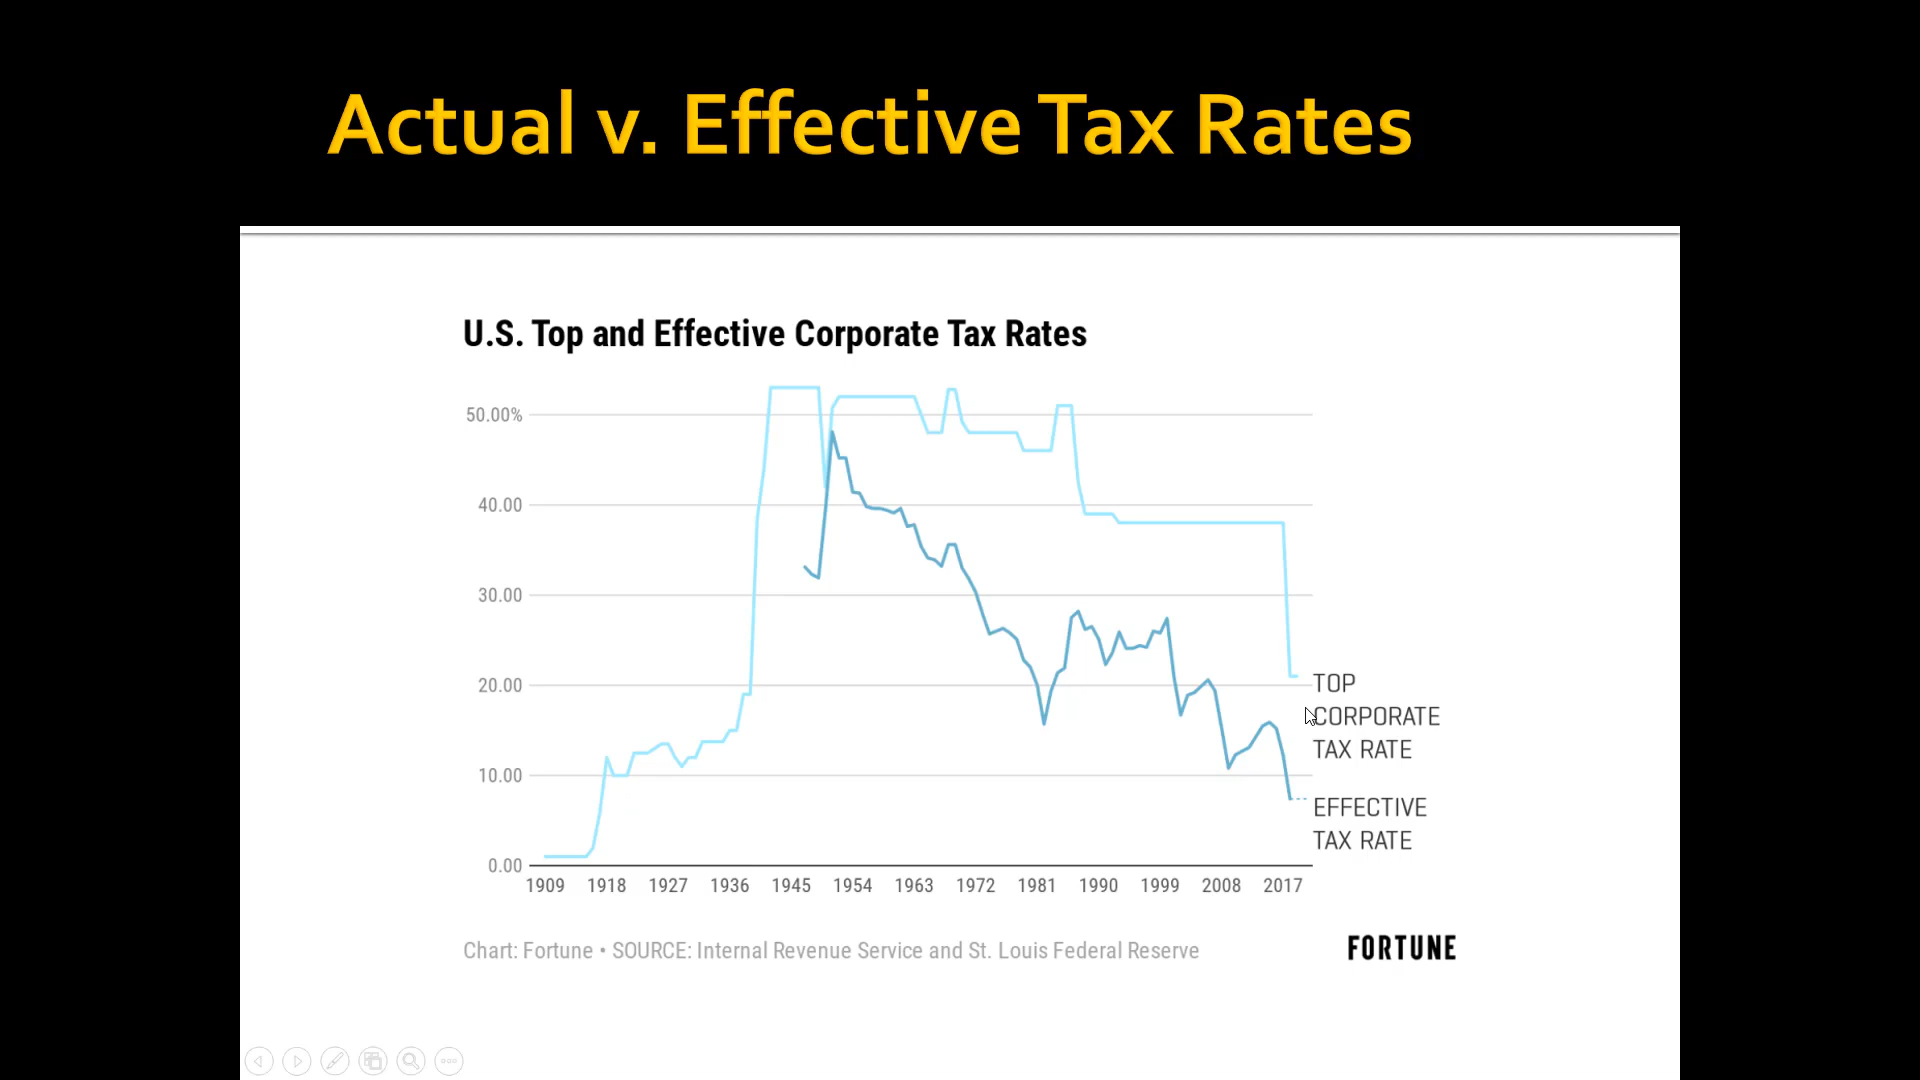 Actual v. Effective Tax Rates
U.S. Top and Effective Corporate Tax Rates
50.00%
40.00
30.00
20.00
10.00
0.00
TOP
CORPORATE
TAX RATE
EFFECTIVE
TAX RATE
1909 1918 1927 1936 1945 1954 1963 1972 1981 1990 1999 2008 2017
Chart: Fortune • SOURCE: Internal Revenue Service and St. Louis Federal Reserve
FORTUNE